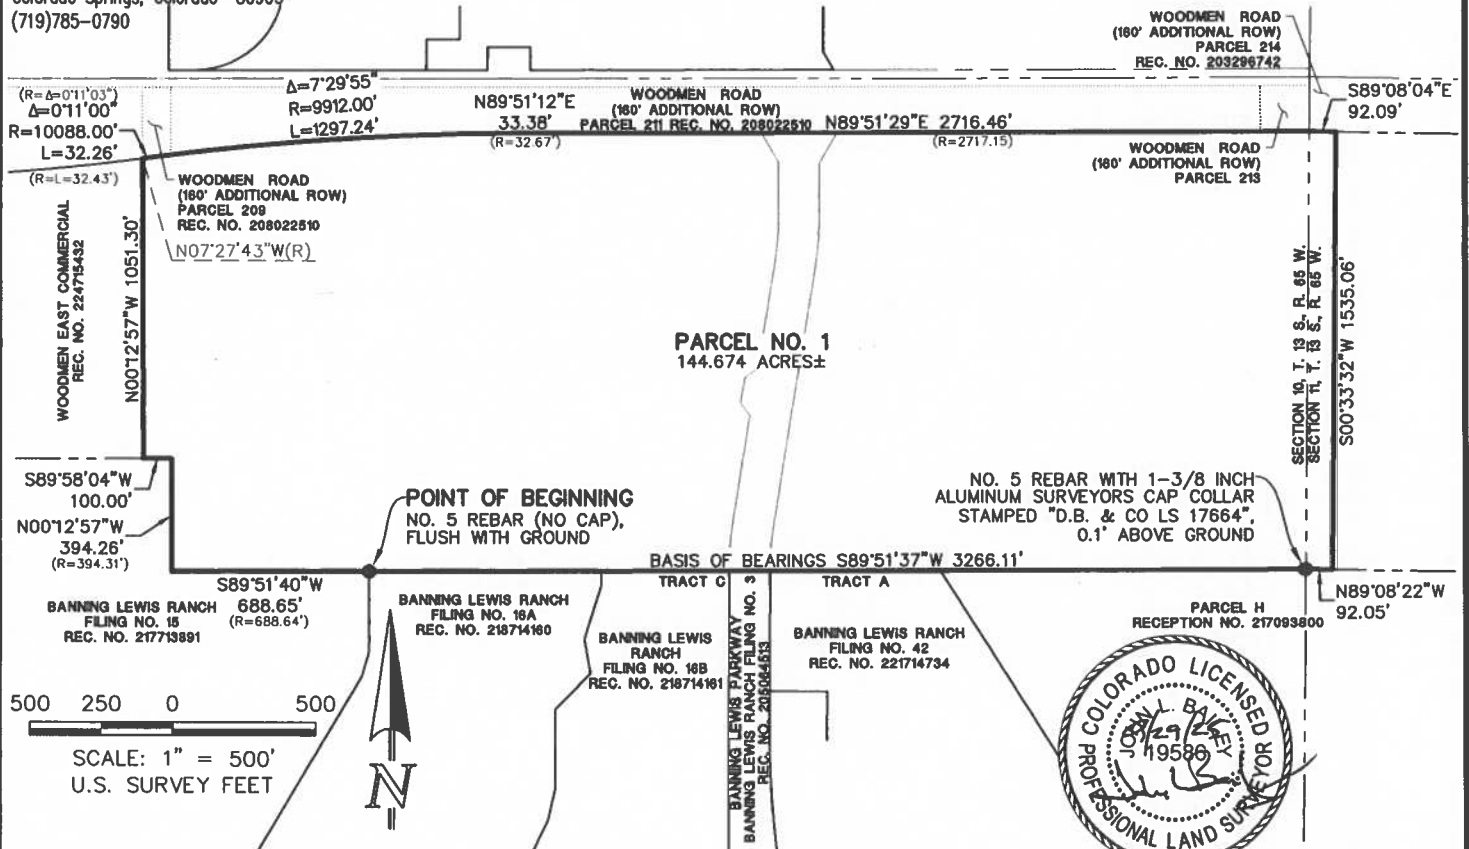 (719)785-0790
WOODMEN ROAD
(160' ADDITIONAL ROW)
PARCEL 214
REC. NO. 203296742
S89°08'04"E
92.09'
(R=Δ=0°11'03")
Δ=0°11'00"
R=10088.00'
L=32.26'
(R=L=32.43')
Δ=7°29'55"
R=9912.00'
L=1297.24'
N89°51'12"E
33.38'
(R=32.67')
WOODMEN ROAD
(160' ADDITIONAL ROW)
PARCEL 211 REC. NO. 208022510
N89°51'29"E 2716.46'
(R=2717.15)
WOODMEN ROAD
(160' ADDITIONAL ROW)
PARCEL 213
WOODMEN ROAD
(160' ADDITIONAL ROW)
PARCEL 209
REC. NO. 208022510
N07°27'43"W(R)
WOODMEN EAST COMMERCIAL
REC. NO. 224715432
N00°12'57"W 1051.30'
PARCEL NO. 1
144.674 ACRES±
SECTION 10, T. 13 S., R. 65 W.
SECTION 11, T. 13 S., R. 65 W.
S00°33'32"W 1535.06'
S89°58'04"W
100.00'
N00°12'57"W
394.26'
(R=394.31')
POINT OF BEGINNING
NO. 5 REBAR (NO CAP),
FLUSH WITH GROUND
NO. 5 REBAR WITH 1-3/8 INCH
ALUMINUM SURVEYORS CAP COLLAR
STAMPED "D.B. & CO LS 17664",
0.1' ABOVE GROUND
BASIS OF BEARINGS S89°51'37"W 3266.11'
S89°51'40"W
688.65'
(R=688.64')
TRACT C
TRACT A
N89°08'22"W
92.05'
BANNING LEWIS RANCH
FILING NO. 15
REC. NO. 217713891
BANNING LEWIS RANCH
FILING NO. 16A
REC. NO. 218714160
BANNING LEWIS
RANCH
FILING NO. 16B
REC. NO. 218714161
BANNING LEWIS PARKWAY
BANNING LEWIS RANCH FILING NO. 3
REC. NO. 205064513
BANNING LEWIS RANCH
FILING NO. 42
REC. NO. 221714734
PARCEL H
RECEPTION NO. 217093800
500 250 0 500
SCALE: 1" = 500'
U.S. SURVEY FEET
N
COLORADO LICENSED
JOHN L. BAILEY
19586
PROFESSIONAL LAND SURVEYOR